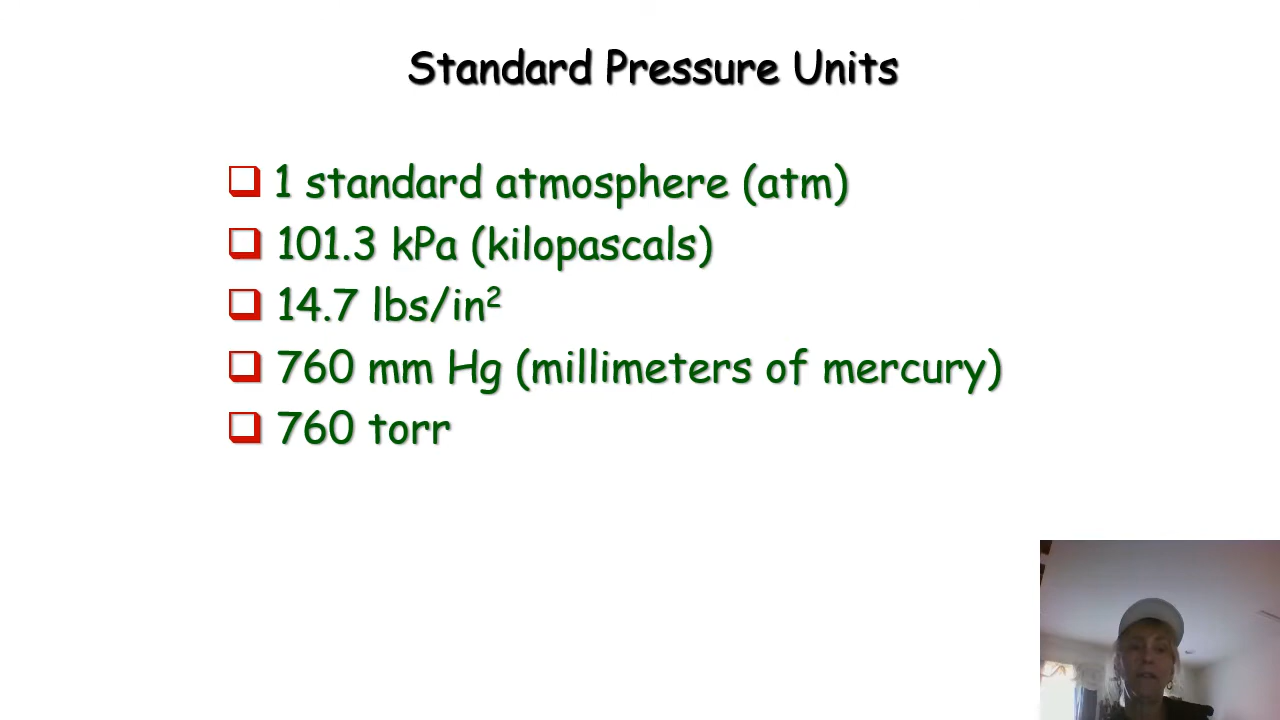 Standard Pressure Units
1 standard atmosphere (atm)
101.3 kPa (kilopascals)
14.7 lbs/in²
760 mm Hg (millimeters of mercury)
760 torr